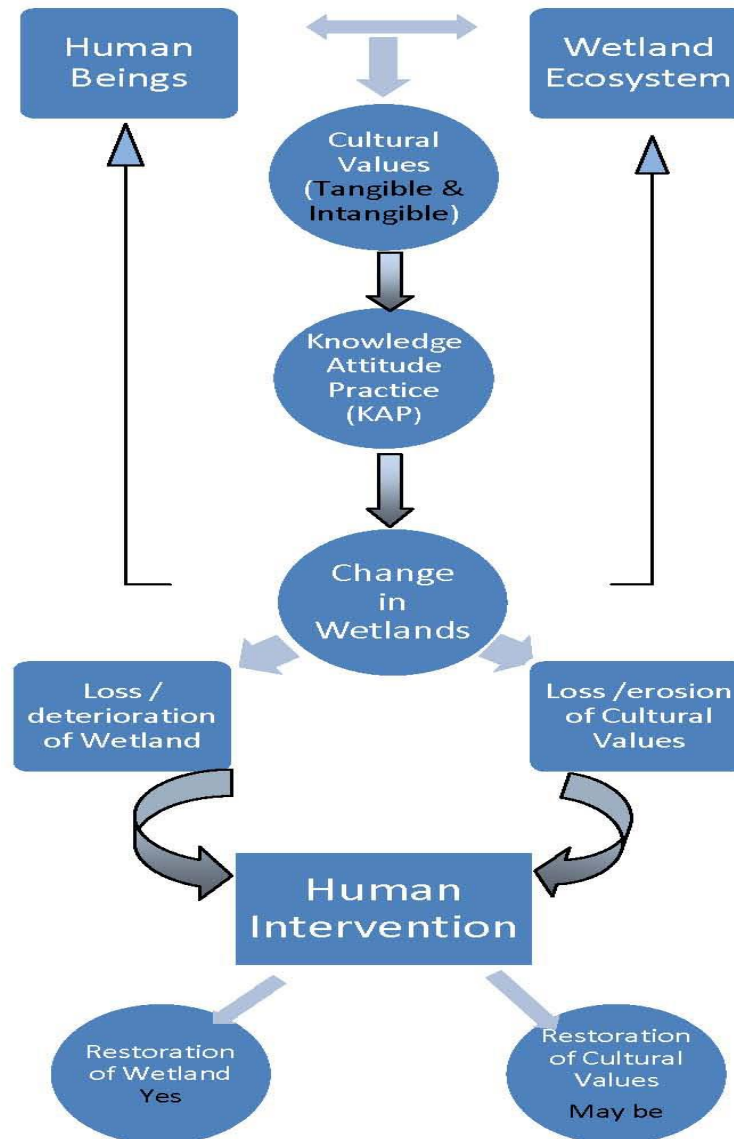 Human
Beings
Wetland
Ecosystem
Cultural
Values
(Tangible &
Intangible)
Knowledge
Attitude
Practice
(KAP)
Change
in
Wetlands
Loss /
deterioration
of Wetland
Loss /erosion
of Cultural
Values
Human
Intervention
Restoration
of Wetland
Yes
Restoration
of Cultural
Values
May be